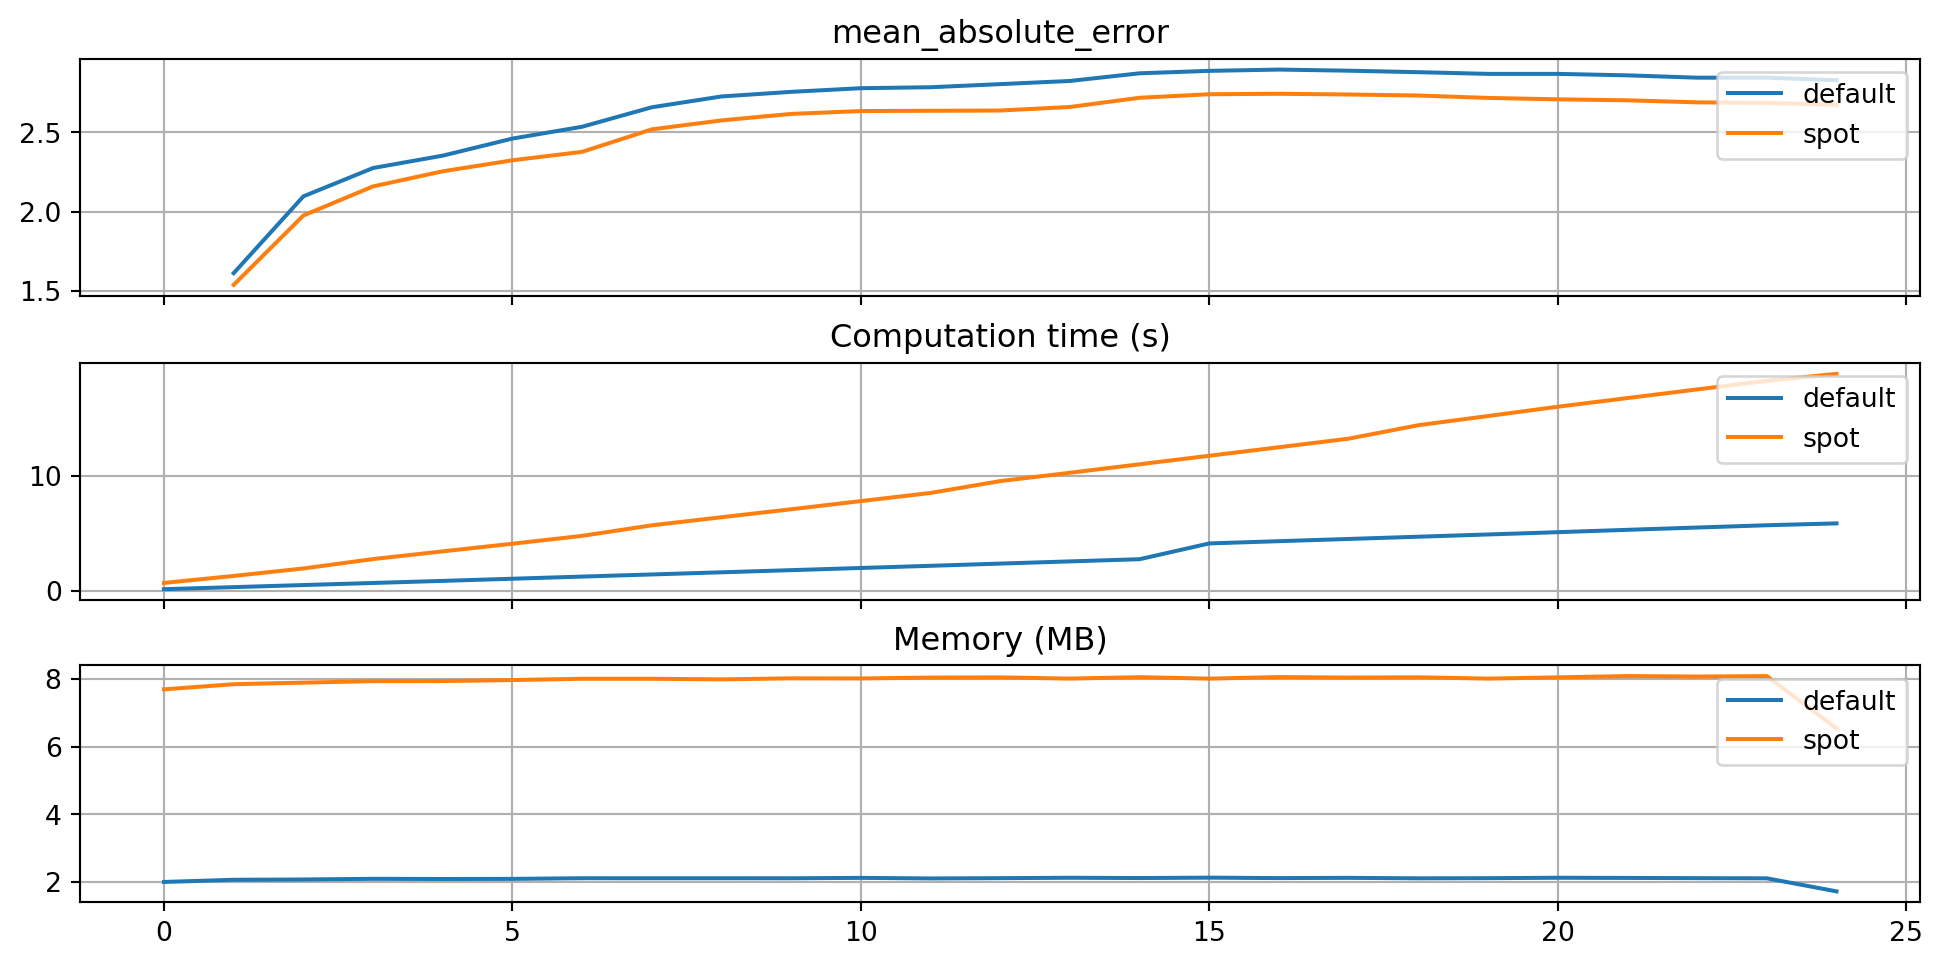 mean_absolute_error
2.5
2.0
1.5
default
spot
Computation time (s)
10
0
default
spot
Memory (MB)
8
6
4
2
default
spot
0 5 10 15 20 25